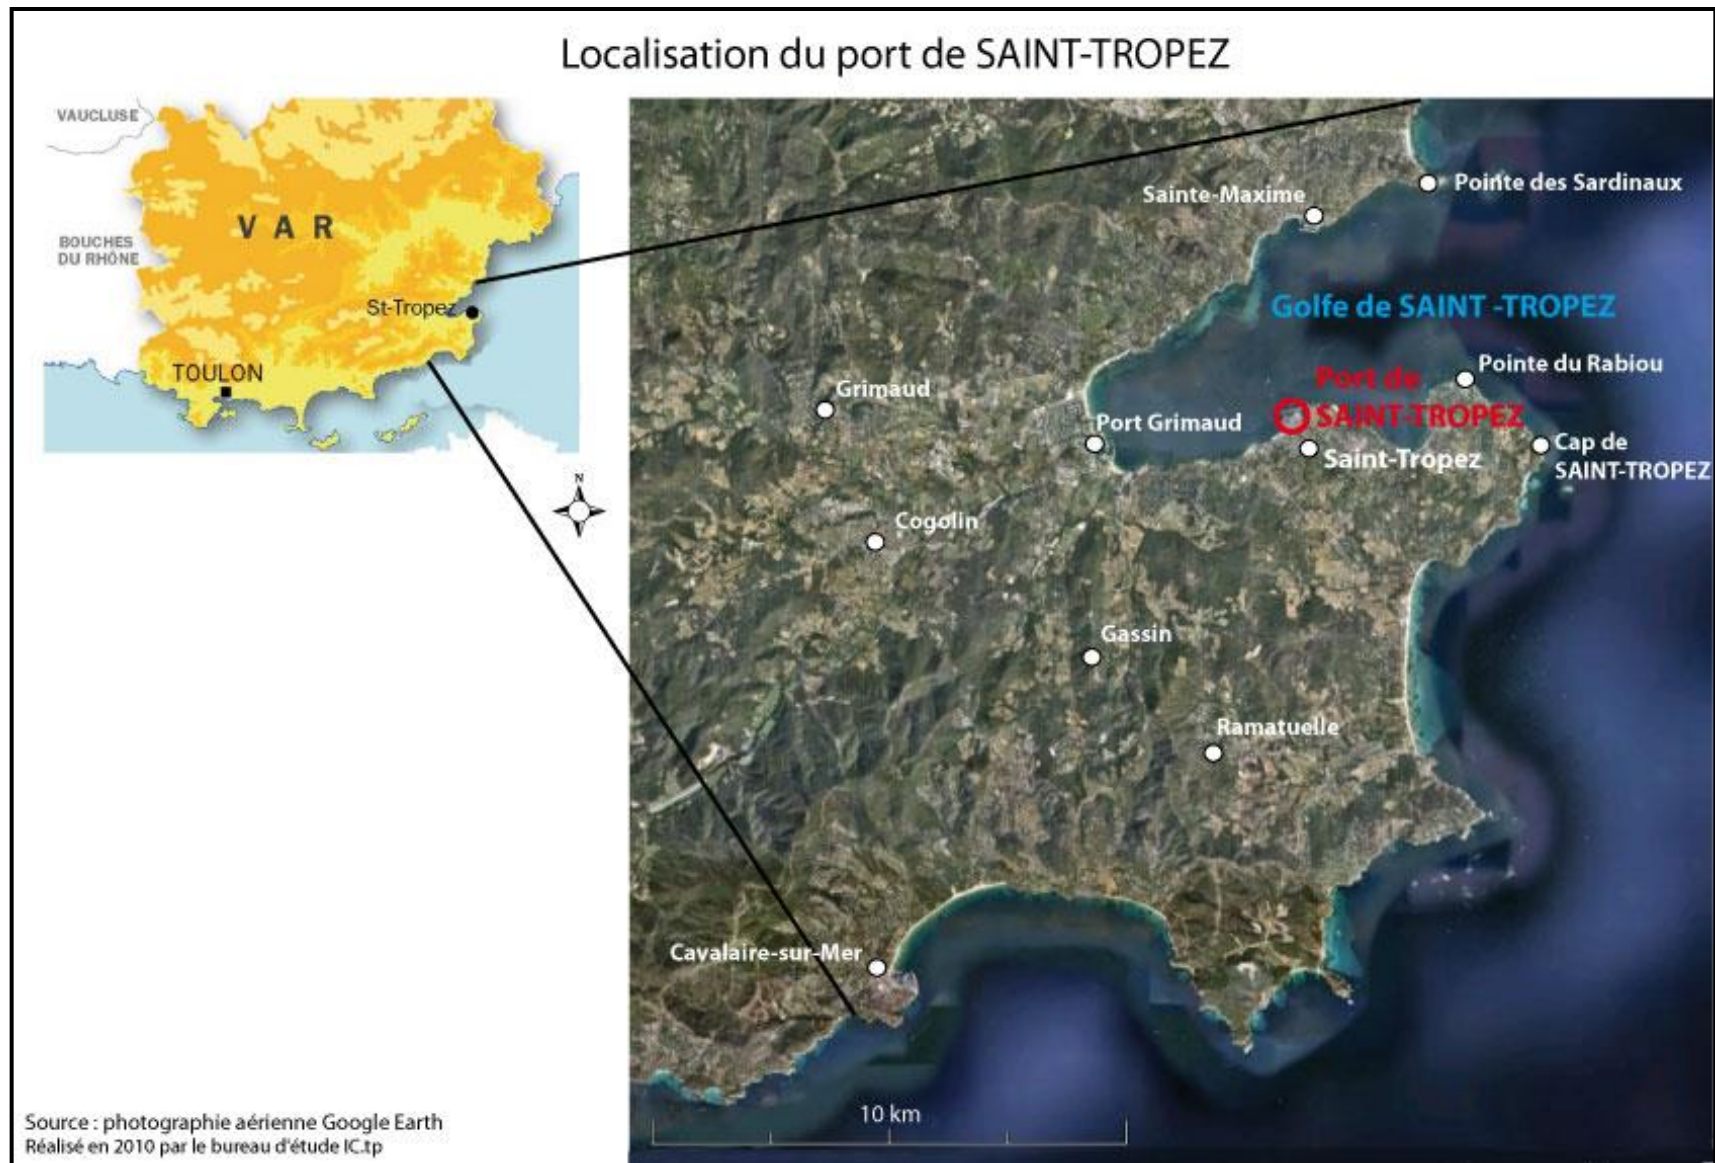 Localisation du port de SAINT-TROPEZ
VAUCLUSE
VAR
BOUCHES
DU RHÔNE
St-Tropez
TOULON
N
Pointe des Sardinaux
Sainte-Maxime
Golfe de SAINT -TROPEZ
Pointe du Rabiou
Port de
SAINT-TROPEZ
Grimaud
Port Grimaud
Saint-Tropez
Cap de
SAINT-TROPEZ
Cogolin
Gassin
Ramatuelle
Cavalaire-sur-Mer
10 km
Source : photographie aérienne Google Earth
Réalisé en 2010 par le bureau d'étude IC.tp